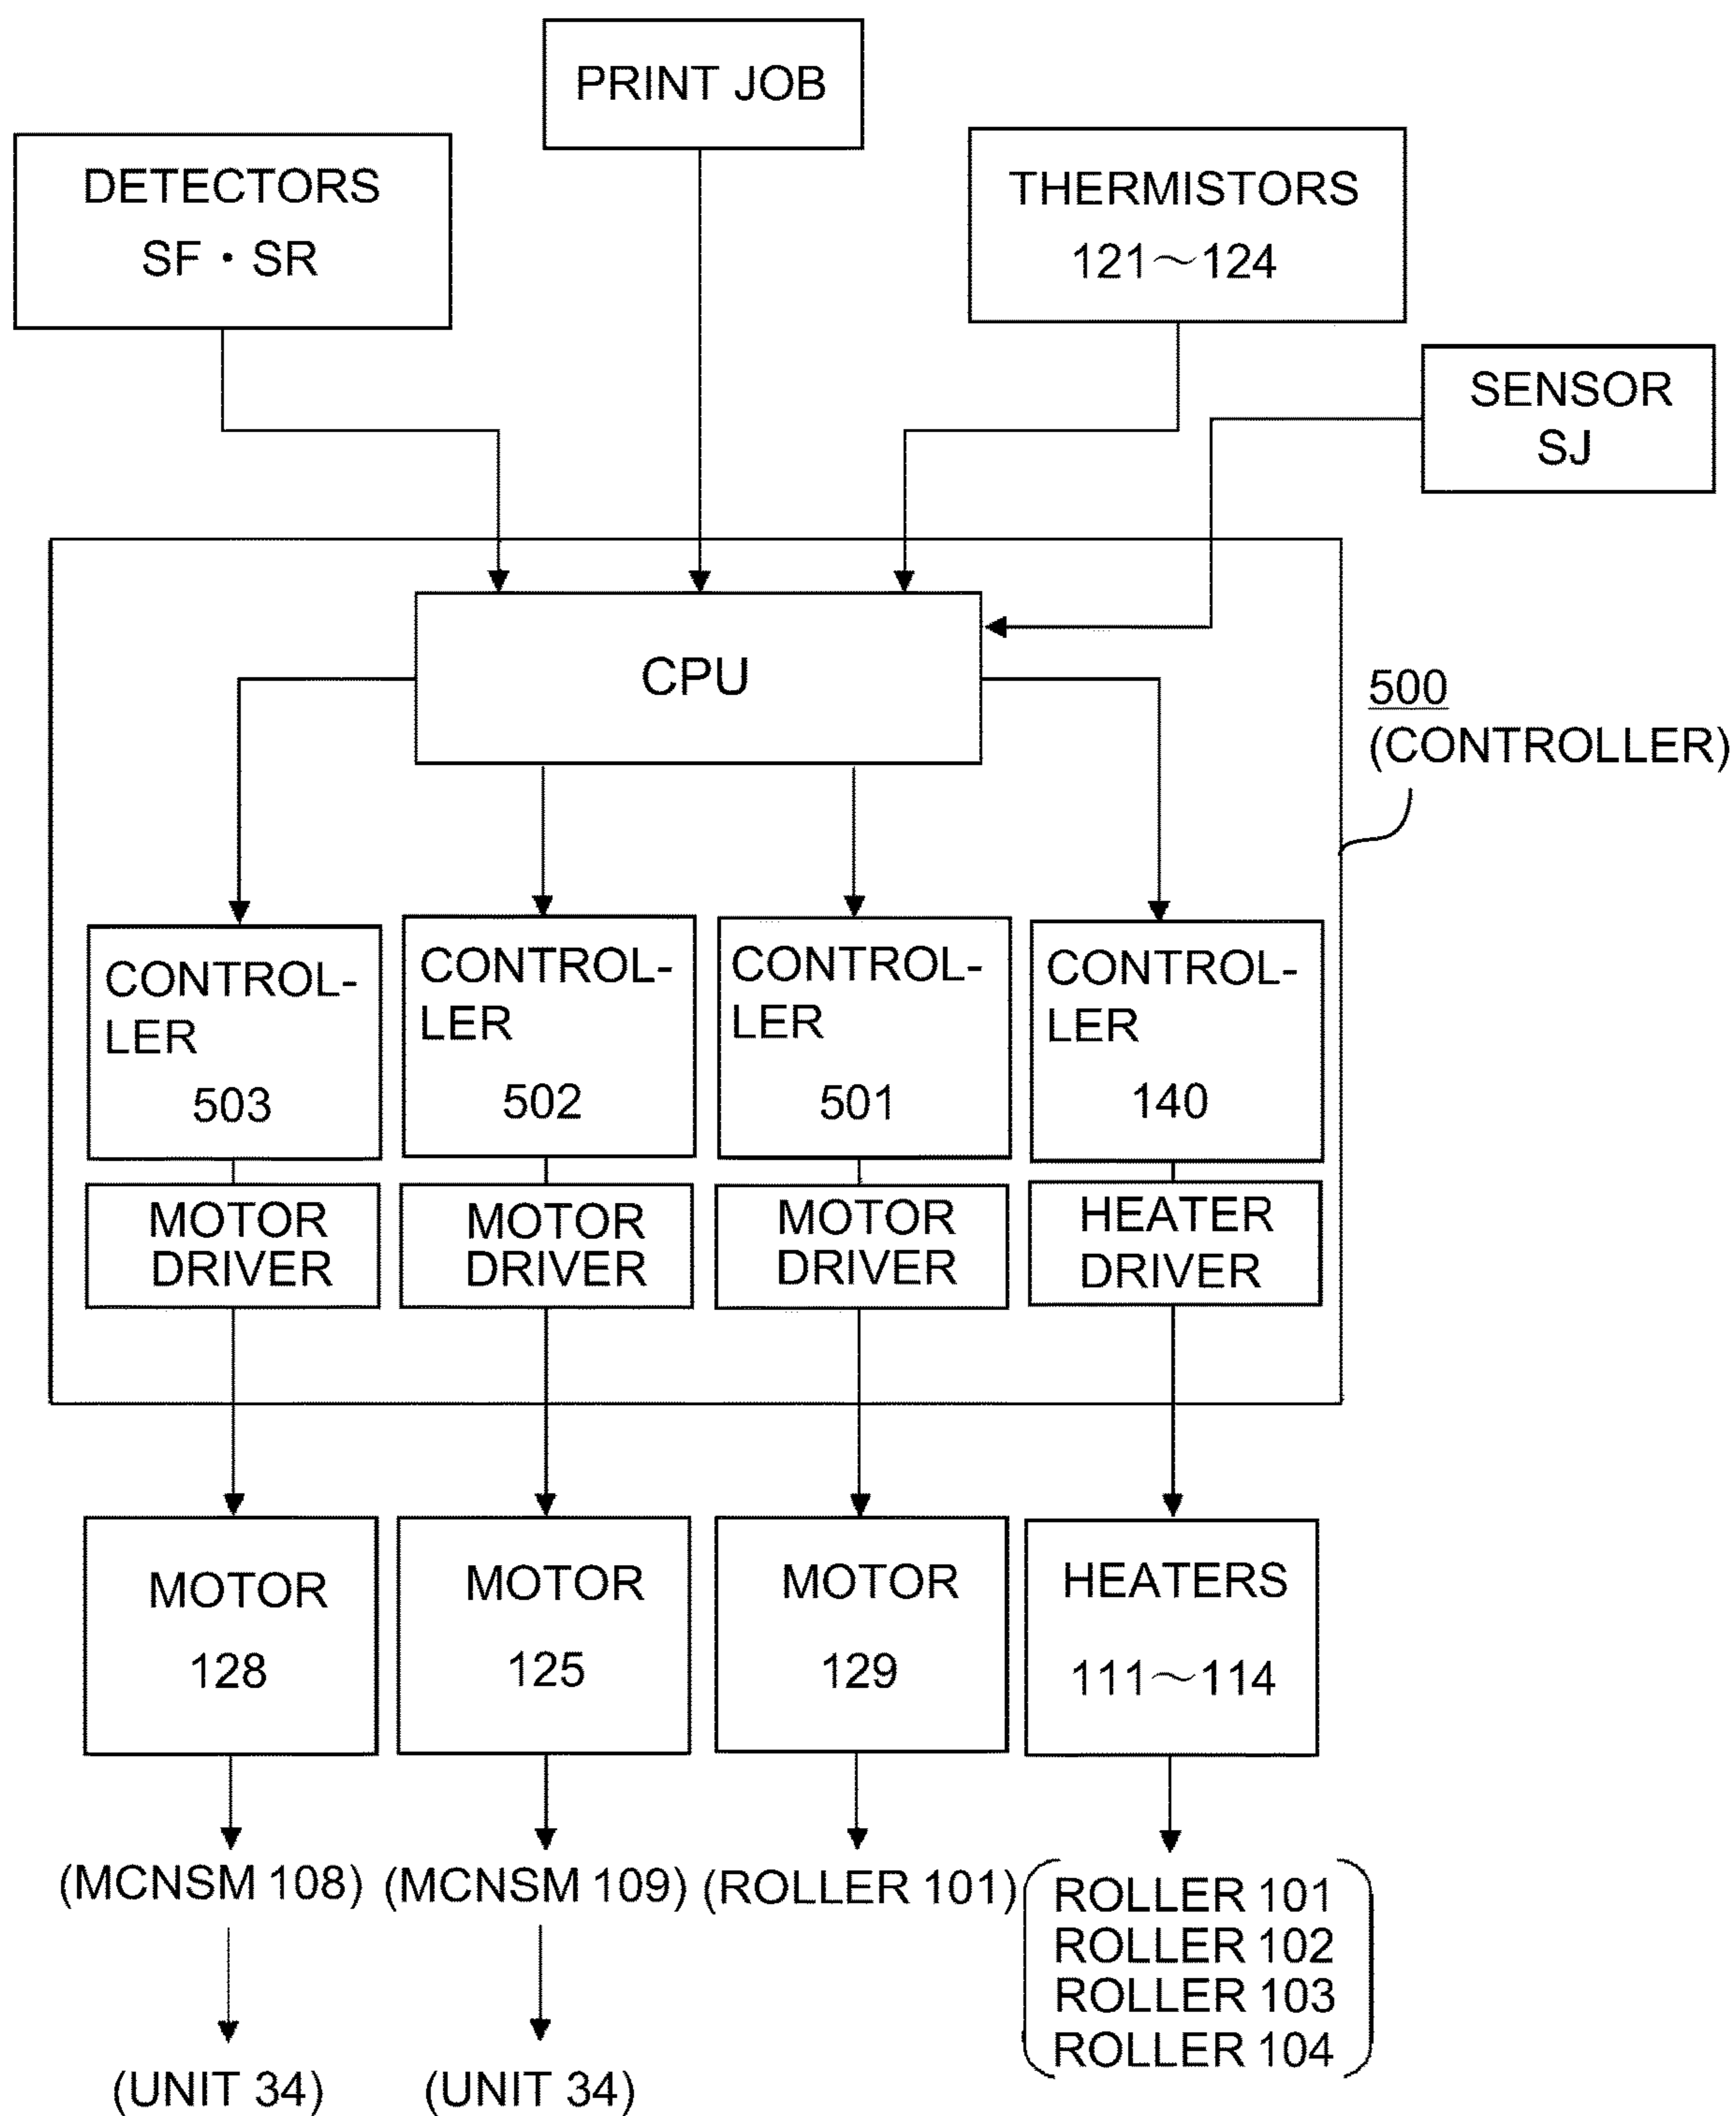 PRINT JOB
DETECTORS
SF・SR
THERMISTORS
121～124
SENSOR
SJ
CPU
500
(CONTROLLER)
CONTROL-
LER
503
CONTROL-
LER
502
CONTROL-
LER
501
CONTROL-
LER
140
MOTOR
DRIVER
MOTOR
DRIVER
MOTOR
DRIVER
HEATER
DRIVER
MOTOR
128
MOTOR
125
MOTOR
129
HEATERS
111～114
(MCNSM 108)
(UNIT 34)
(MCNSM 109)
(UNIT 34)
(ROLLER 101)
ROLLER 101
ROLLER 102
ROLLER 103
ROLLER 104